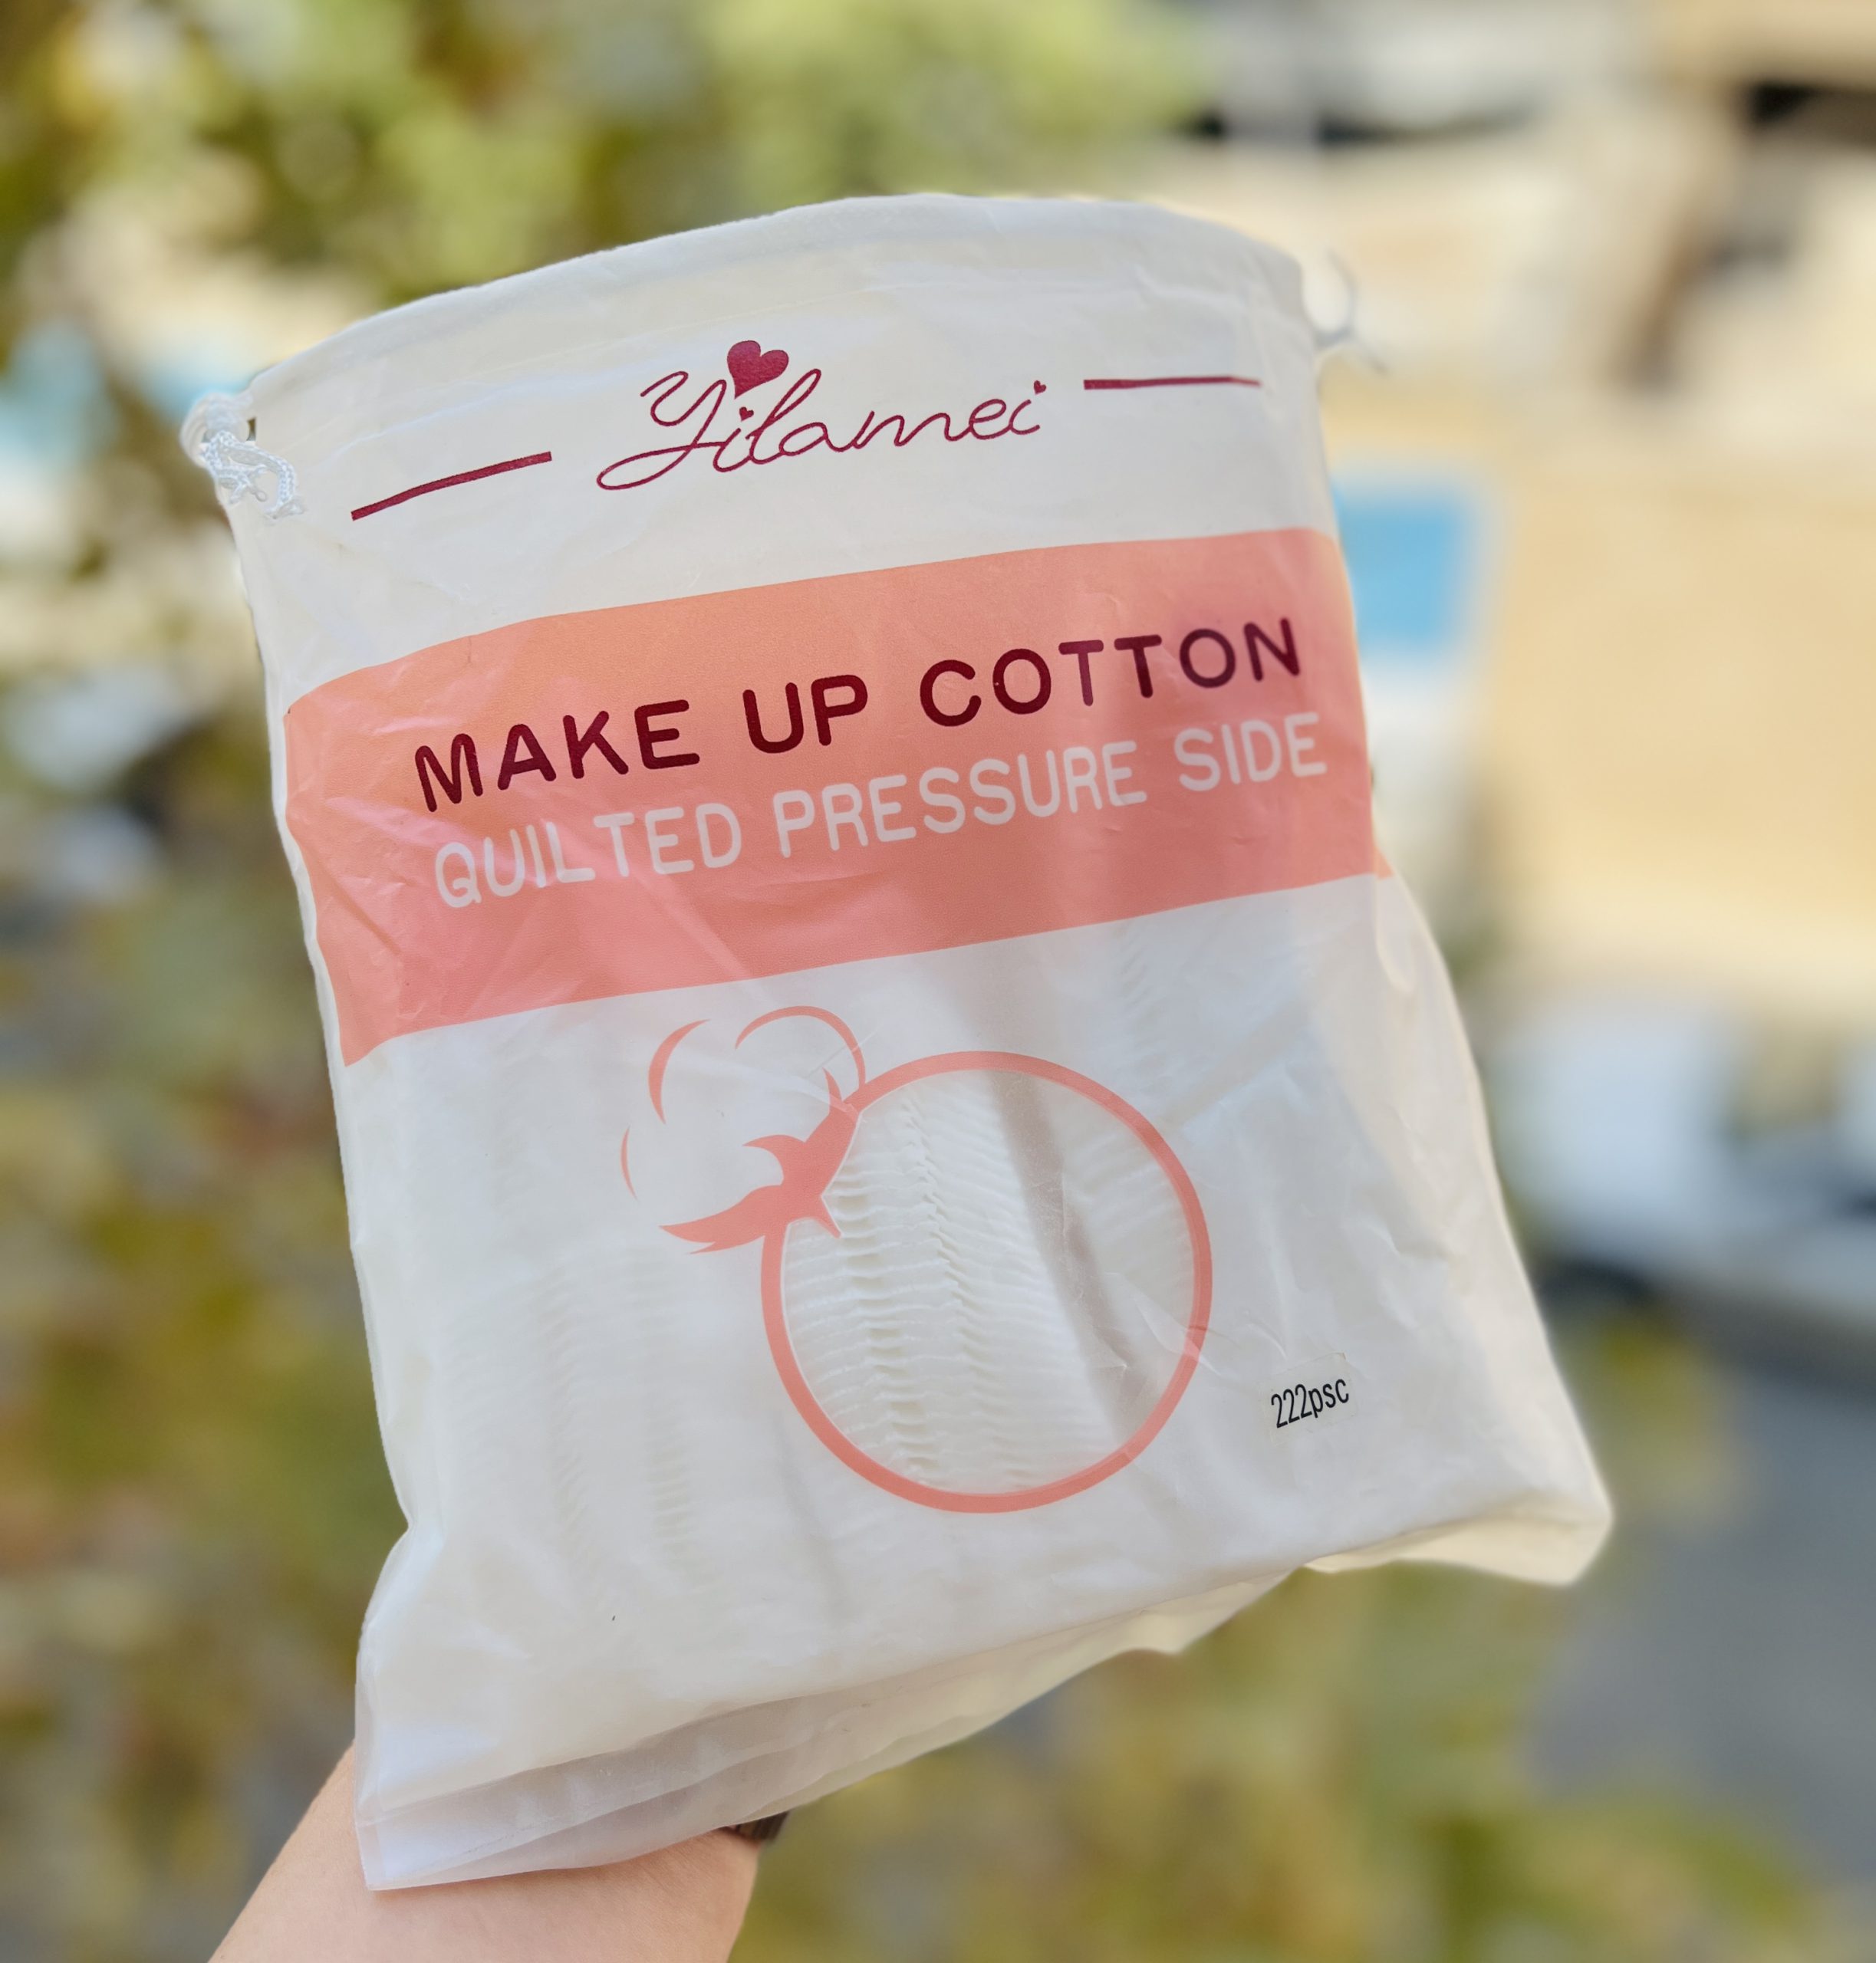 Yilamei
MAKE UP COTTON
QUILTED PRESSURE SIDE
222psc